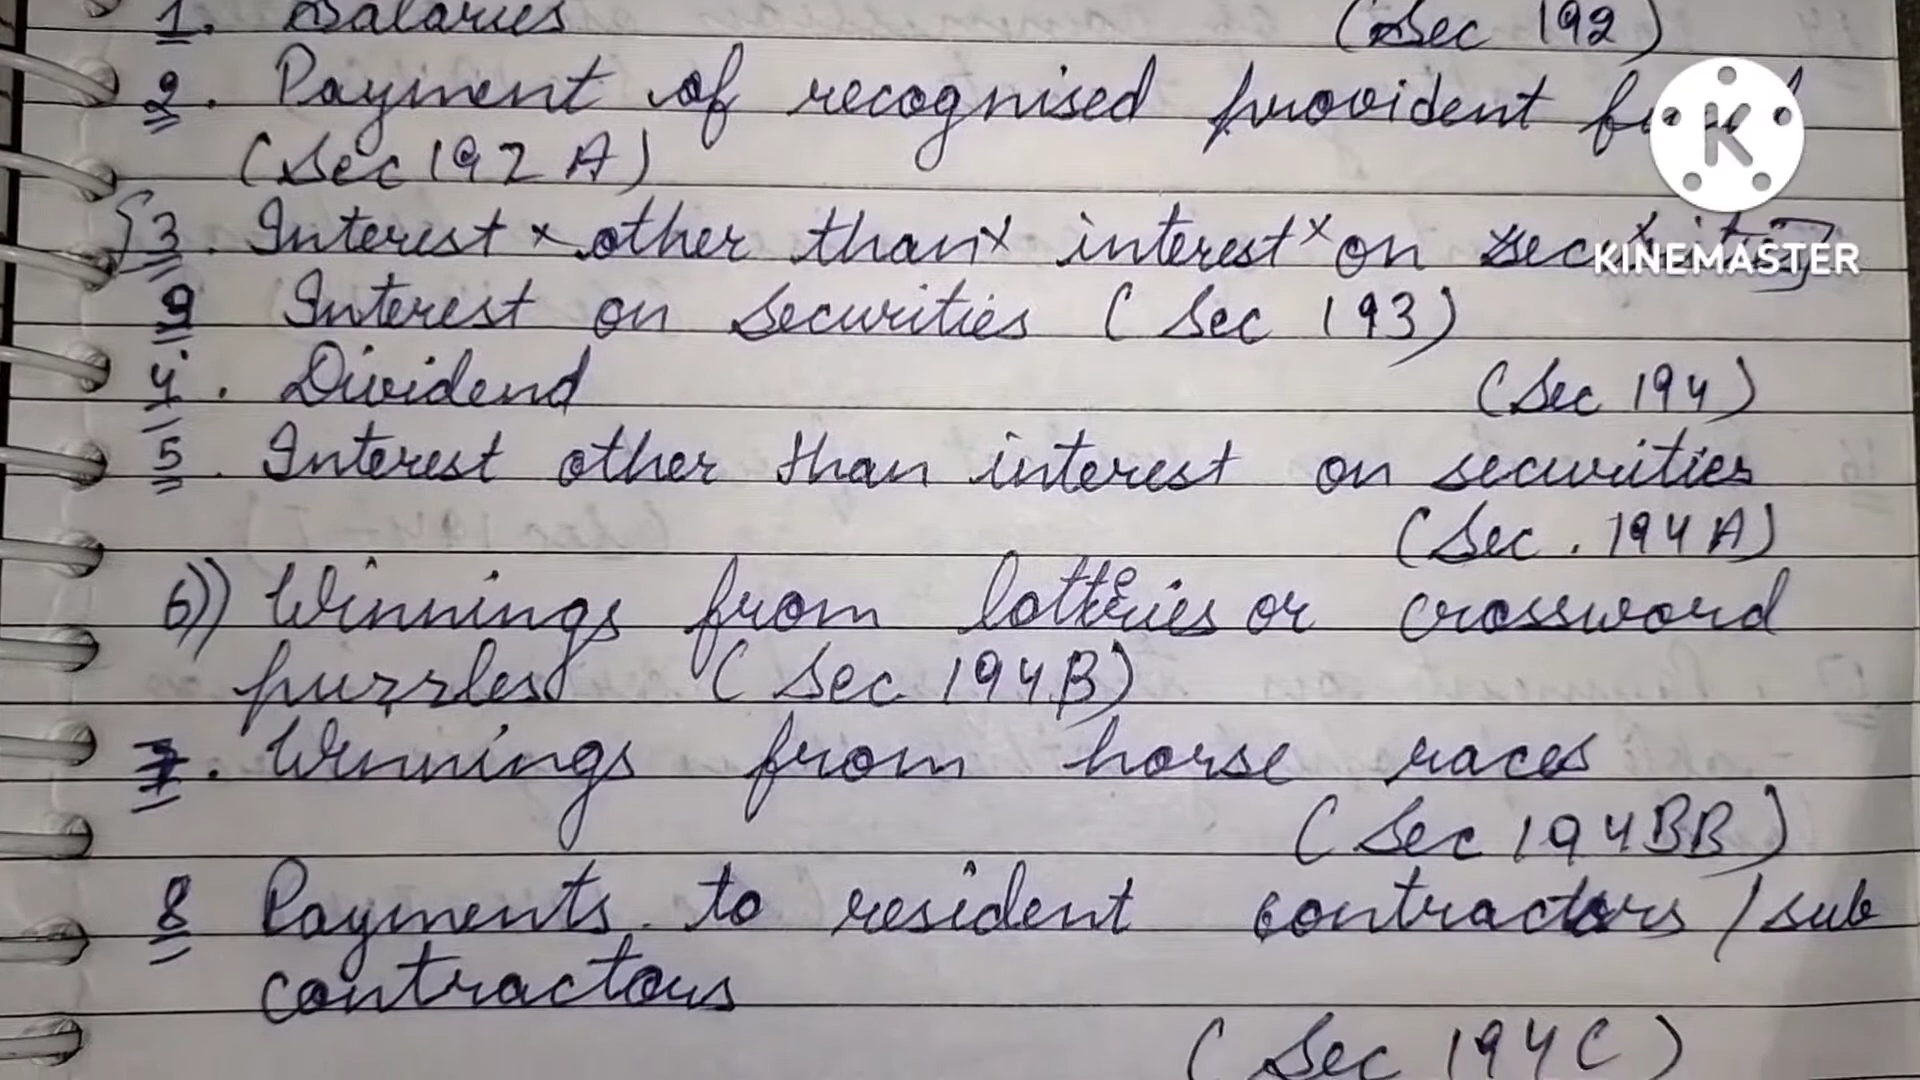 1. Salaries (Sec 192)
2. Payment of recognised provident
(Sec 192 A)
3. Interest x other than x interest x on securities
9 Interest on securities (Sec 193)
4. Dividend (Sec 194)
5. Interest other than interest on securities
(Sec. 194A)
6)) Winnings from lotteries or crossword
puzzles (Sec 194B)
7. Winnings from horse races
(Sec 194BB)
8 Payments to resident contractors / sub
contractors
(Sec 194C)
K
KINEMASTER